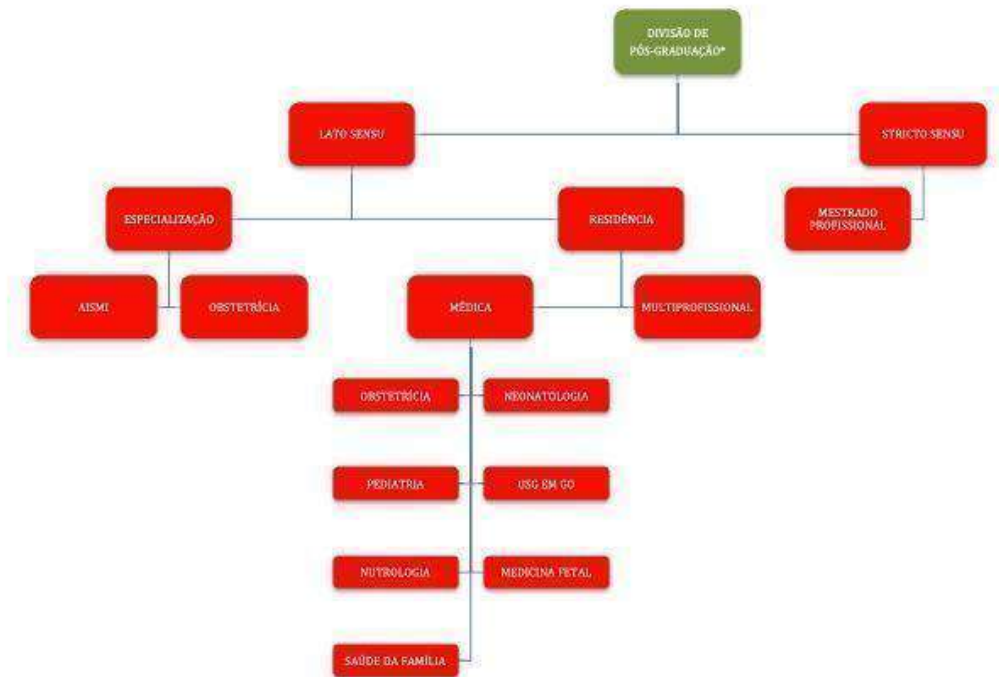 DIVISÃO DE
PÓS-GRADUAÇÃO*
LATO SENSU
STRICTO SENSU
ESPECIALIZAÇÃO
RESIDÊNCIA
MESTRADO
PROFISSIONAL
AISMI
OBSTETRÍCIA
MÉDICA
MULTIPROFISSIONAL
OBSTETRÍCIA
NEONATOLOGIA
PEDIATRIA
USG EM GO
NUTROLOGIA
MEDICINA FETAL
SAÚDE DA FAMÍLIA